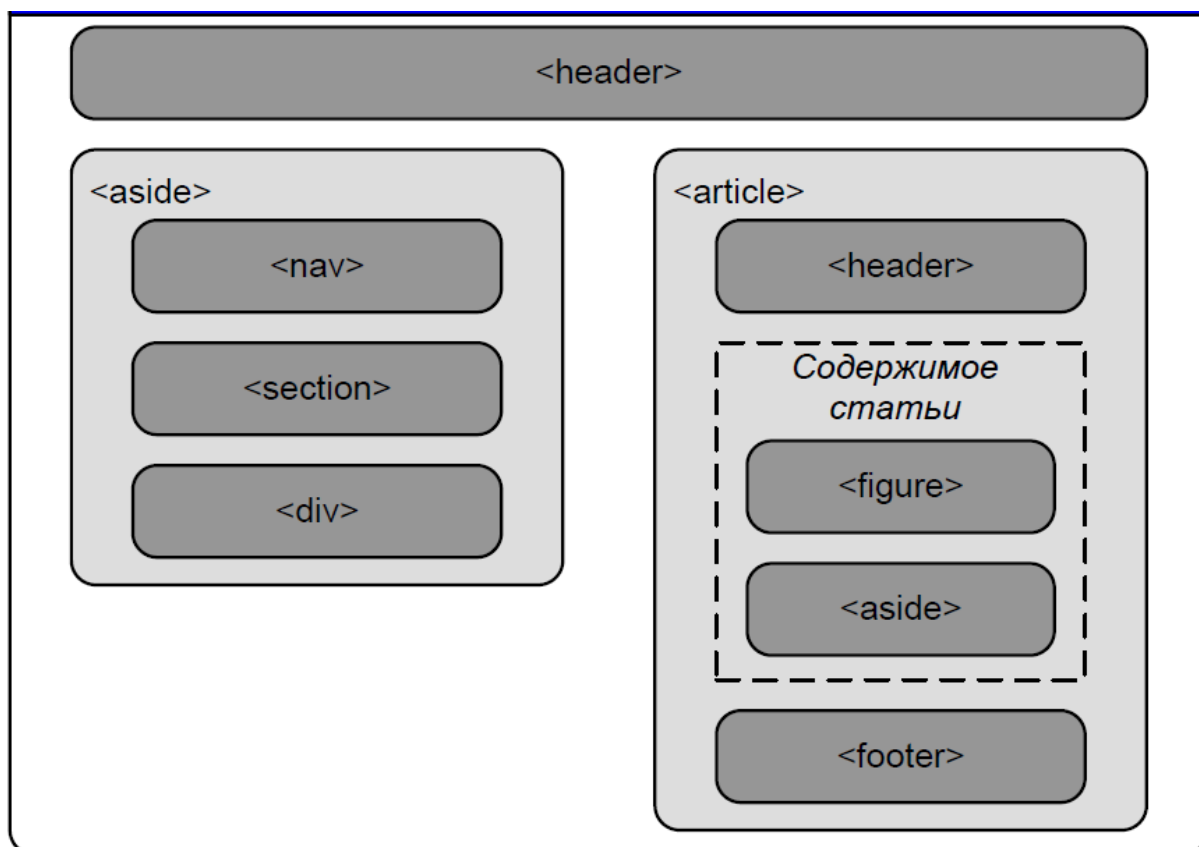 <header>
<aside>
<nav>
<section>
<div>
<article>
<header>
Содержимое
статьи
<figure>
<aside>
<footer>